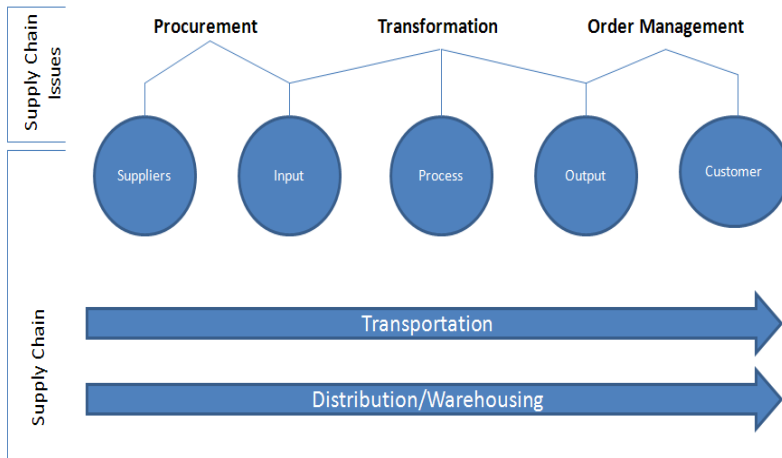 Procurement
Transformation
Order Management
Supply Chain
Issues
Suppliers
Input
Process
Output
Customer
Supply Chain
Transportation
Distribution/Warehousing